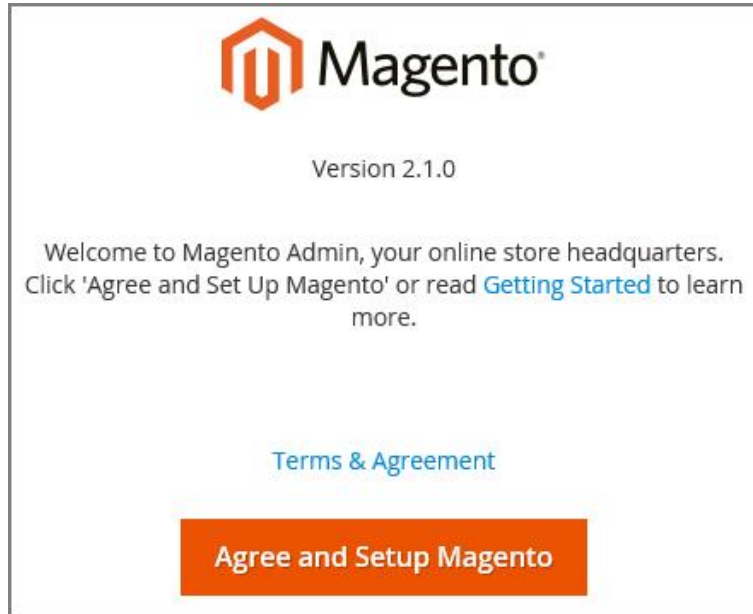 Magento®
Version 2.1.0
Welcome to Magento Admin, your online store headquarters.
Click 'Agree and Set Up Magento' or read Getting Started to learn
more.
Terms & Agreement
Agree and Setup Magento